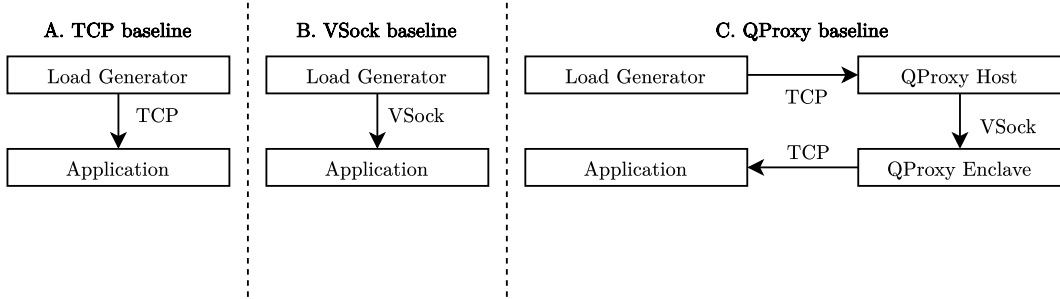 A. TCP baseline
Load Generator
TCP
Application
B. VSock baseline
Load Generator
VSock
Application
C. QProxy baseline
Load Generator
TCP
QProxy Host
VSock
QProxy Enclave
TCP
Application